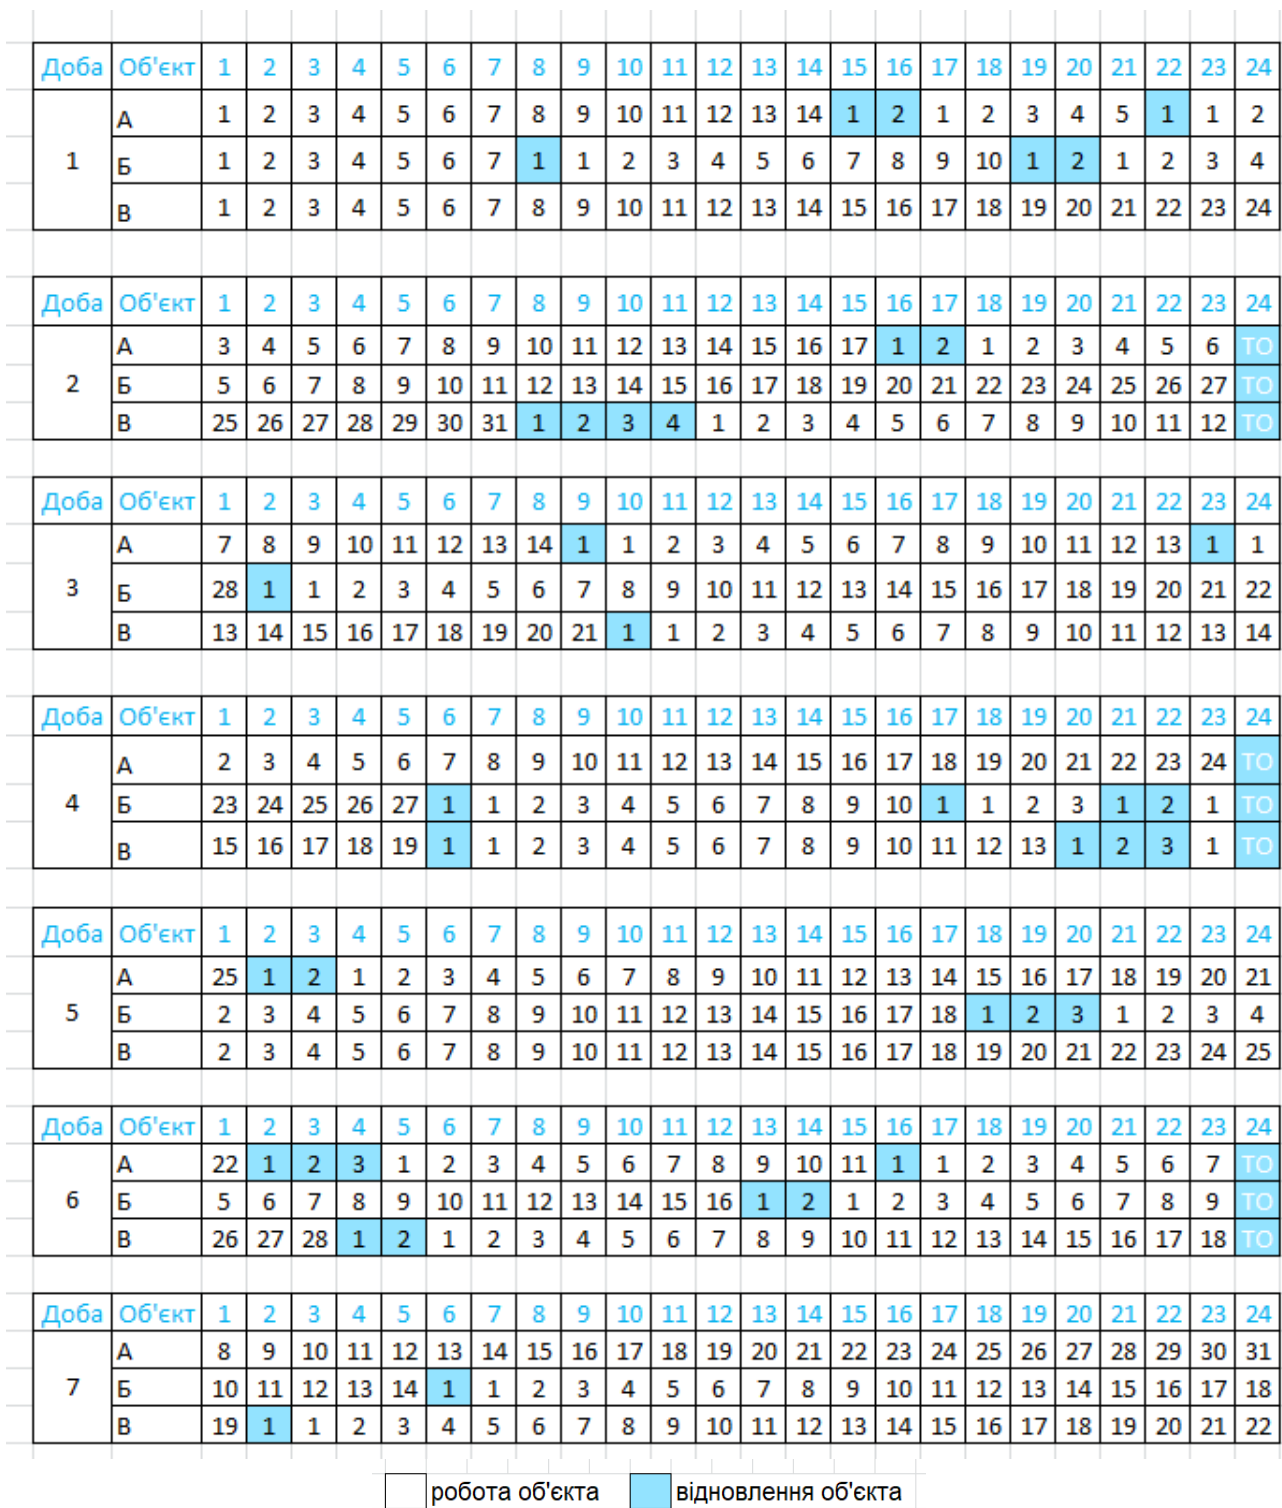 Доба Об'єкт 1 2 3 4 5 6 7 8 9 10 11 12 13 14 15 16 17 18 19 20 21 22 23 24
А 1 2 3 4 5 6 7 8 9 10 11 12 13 14 1 2 1 2 3 4 5 1 1 2
1 Б 1 2 3 4 5 6 7 1 1 2 3 4 5 6 7 8 9 10 1 2 1 2 3 4
В 1 2 3 4 5 6 7 8 9 10 11 12 13 14 15 16 17 18 19 20 21 22 23 24
Доба Об'єкт 1 2 3 4 5 6 7 8 9 10 11 12 13 14 15 16 17 18 19 20 21 22 23 24
А 3 4 5 6 7 8 9 10 11 12 13 14 15 16 17 1 2 1 2 3 4 5 6 ТО
2 Б 5 6 7 8 9 10 11 12 13 14 15 16 17 18 19 20 21 22 23 24 25 26 27 ТО
В 25 26 27 28 29 30 31 1 2 3 4 1 2 3 4 5 6 7 8 9 10 11 12 ТО
Доба Об'єкт 1 2 3 4 5 6 7 8 9 10 11 12 13 14 15 16 17 18 19 20 21 22 23 24
А 7 8 9 10 11 12 13 14 1 1 2 3 4 5 6 7 8 9 10 11 12 13 1 1
3 Б 28 1 1 2 3 4 5 6 7 8 9 10 11 12 13 14 15 16 17 18 19 20 21 22
В 13 14 15 16 17 18 19 20 21 1 1 2 3 4 5 6 7 8 9 10 11 12 13 14
Доба Об'єкт 1 2 3 4 5 6 7 8 9 10 11 12 13 14 15 16 17 18 19 20 21 22 23 24
А 2 3 4 5 6 7 8 9 10 11 12 13 14 15 16 17 18 19 20 21 22 23 24 ТО
4 Б 23 24 25 26 27 1 1 2 3 4 5 6 7 8 9 10 1 1 2 3 1 2 1 ТО
В 15 16 17 18 19 1 1 2 3 4 5 6 7 8 9 10 11 12 13 1 2 3 1 ТО
Доба Об'єкт 1 2 3 4 5 6 7 8 9 10 11 12 13 14 15 16 17 18 19 20 21 22 23 24
А 25 1 2 1 2 3 4 5 6 7 8 9 10 11 12 13 14 15 16 17 18 19 20 21
5 Б 2 3 4 5 6 7 8 9 10 11 12 13 14 15 16 17 18 1 2 3 1 2 3 4
В 2 3 4 5 6 7 8 9 10 11 12 13 14 15 16 17 18 19 20 21 22 23 24 25
Доба Об'єкт 1 2 3 4 5 6 7 8 9 10 11 12 13 14 15 16 17 18 19 20 21 22 23 24
А 22 1 2 3 1 2 3 4 5 6 7 8 9 10 11 1 1 2 3 4 5 6 7 ТО
6 Б 5 6 7 8 9 10 11 12 13 14 15 16 1 2 1 2 3 4 5 6 7 8 9 ТО
В 26 27 28 1 2 1 2 3 4 5 6 7 8 9 10 11 12 13 14 15 16 17 18 ТО
Доба Об'єкт 1 2 3 4 5 6 7 8 9 10 11 12 13 14 15 16 17 18 19 20 21 22 23 24
А 8 9 10 11 12 13 14 15 16 17 18 19 20 21 22 23 24 25 26 27 28 29 30 31
7 Б 10 11 12 13 14 1 1 2 3 4 5 6 7 8 9 10 11 12 13 14 15 16 17 18
В 19 1 1 2 3 4 5 6 7 8 9 10 11 12 13 14 15 16 17 18 19 20 21 22
робота об'єкта відновлення об'єкта